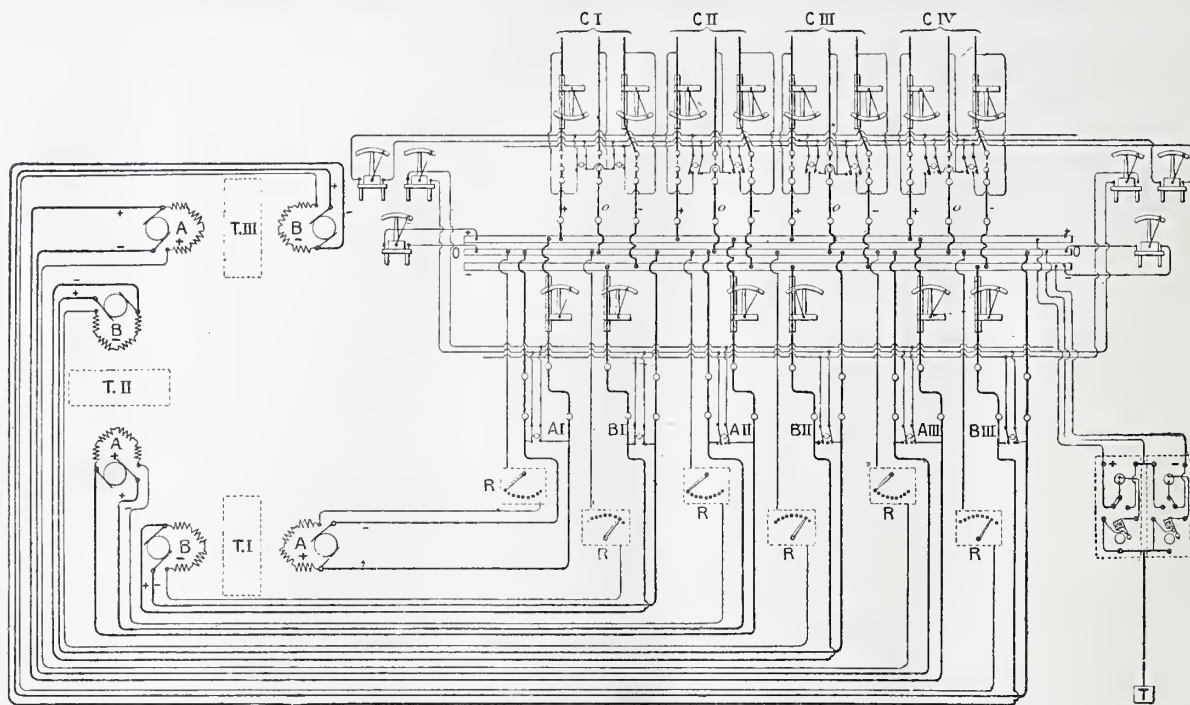 C I C II C III C IV
+ A + - T.III B - + -
+ o - + o - + o - + o -
+ + o o - -
- + B -
T. II
A + + -
A I B I A II B II A III B III
R R R
R R R
+ - B - T. I A + -
+ -
T